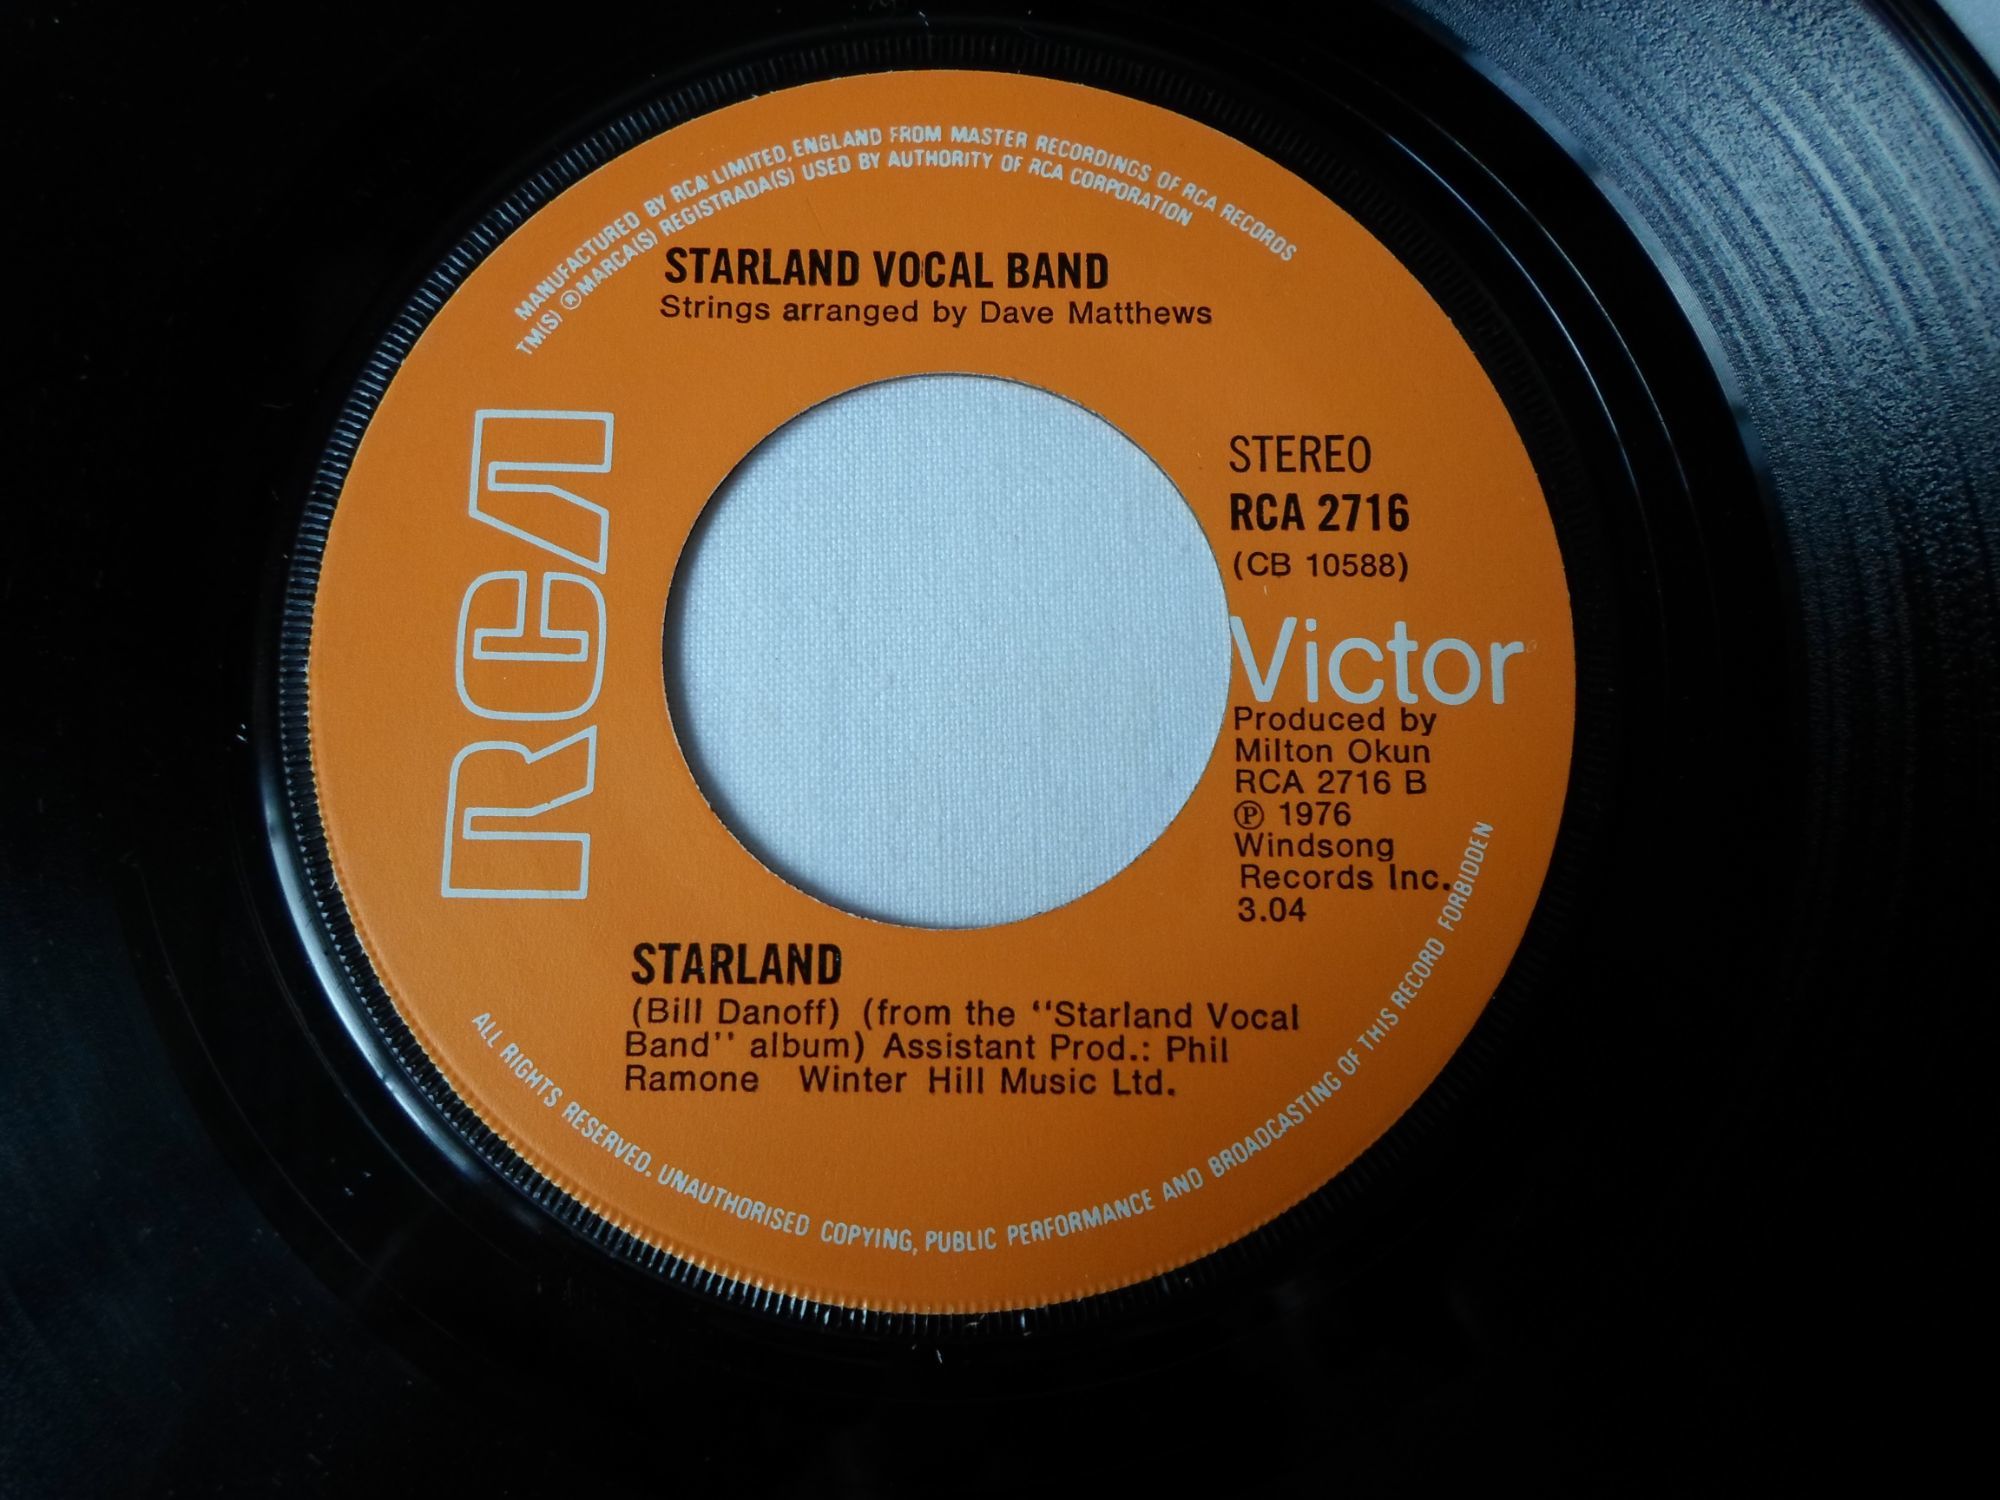 MANUFACTURED BY RCA LIMITED, ENGLAND FROM MASTER RECORDINGS OF RCA RECORDS
TM(S) ® MARCA(S) REGISTRADA(S) USED BY AUTHORITY OF RCA CORPORATION
STARLAND VOCAL BAND
Strings arranged by Dave Matthews
RCA
STEREO
RCA 2716
(CB 10588)
Victor
Produced by
Milton Okun
RCA 2716 B
℗ 1976
Windsong
Records Inc.
3.04
STARLAND
(Bill Danoff) (from the "Starland Vocal
Band" album) Assistant Prod.: Phil
Ramone Winter Hill Music Ltd.
ALL RIGHTS RESERVED. UNAUTHORISED COPYING, PUBLIC PERFORMANCE AND BROADCASTING OF THIS RECORD FORBIDDEN